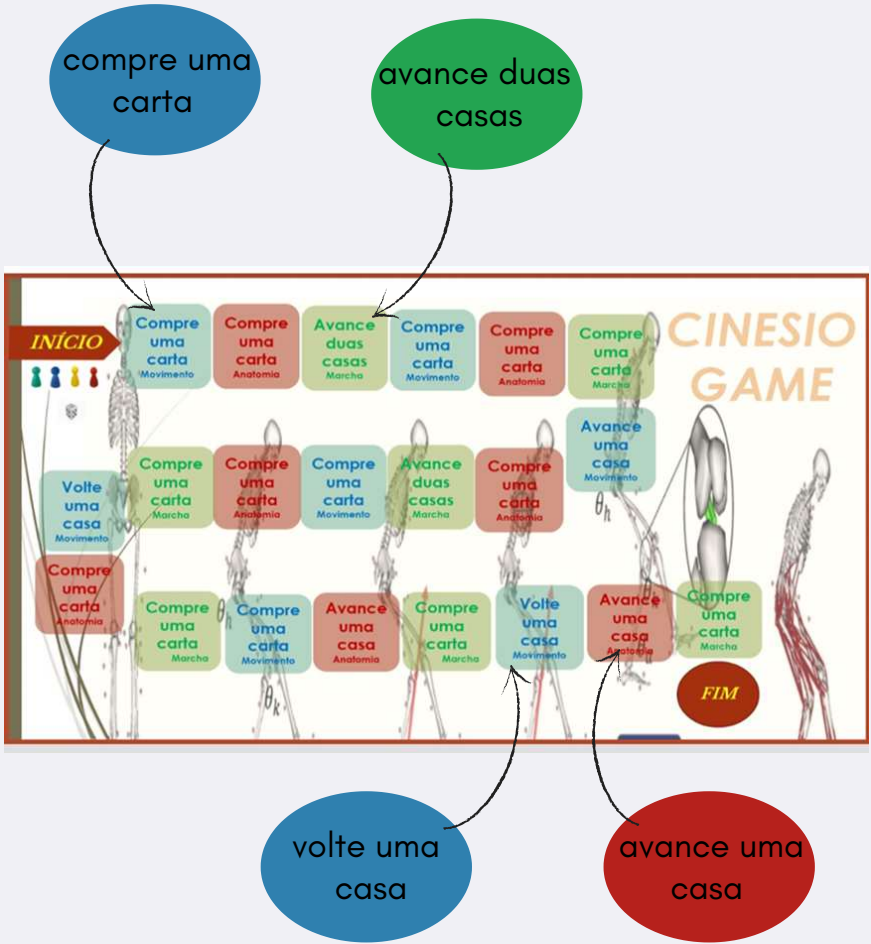 compre uma
carta
avance duas
casas
INÍCIO
Compre
uma
carta
Movimento
Compre
uma
carta
Anatomia
Avance
duas
casas
Marcha
Compre
uma
carta
Movimento
Compre
uma
carta
Anatomia
Compre
uma
carta
Marcha
CINESIO
GAME
Avance
uma
casa
Movimento
θh
Compre
uma
carta
Anatomia
Avance
duas
casas
Marcha
Compre
uma
carta
Movimento
Compre
uma
carta
Anatomia
Compre
uma
carta
Marcha
Volte
uma
casa
Movimento
Compre
uma
carta
Anatomia
Compre
uma
carta
Marcha
θh
Compre
uma
carta
Movimento
θk
Avance
uma
casa
Anatomia
Compre
uma
carta
Marcha
Volte
uma
casa
Movimento
Avance
uma
casa
Anatomia
Compre
uma
carta
Marcha
FIM
volte uma
casa
avance uma
casa